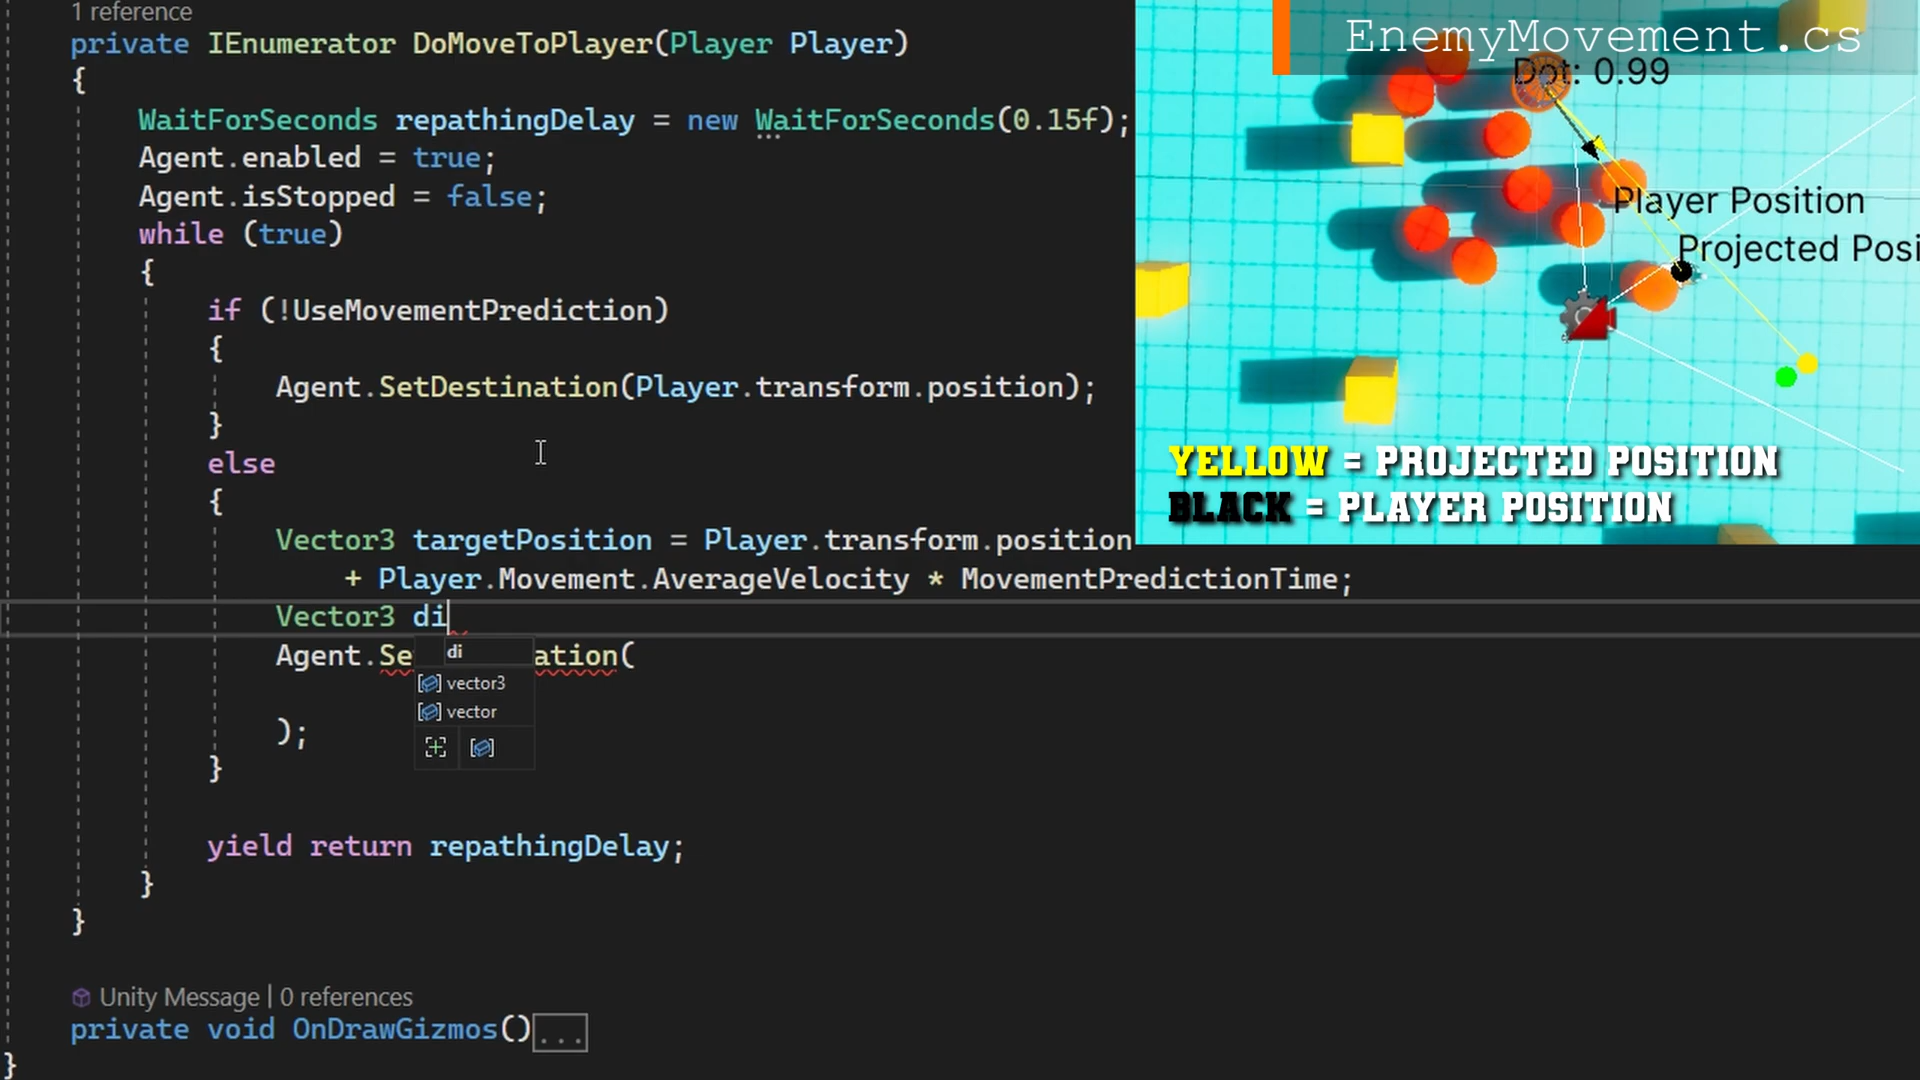 1 reference
private IEnumerator DoMoveToPlayer(Player Player)
{
WaitForSeconds repathingDelay = new WaitForSeconds(0.15f);
Agent.enabled = true;
Agent.isStopped = false;
while (true)
{
if (!UseMovementPrediction)
{
Agent.SetDestination(Player.transform.position);
}
else
{
Vector3 targetPosition = Player.transform.position
+ Player.Movement.AverageVelocity * MovementPredictionTime;
Vector3 di
di
Agent.Se ation(
vector3
vector
);
}
yield return repathingDelay;
}
}
Unity Message | 0 references
private void OnDrawGizmos()...
}
EnemyMovement.cs
Dot: 0.99
Player Position
Projected Posi
YELLOW = PROJECTED POSITION
BLACK = PLAYER POSITION